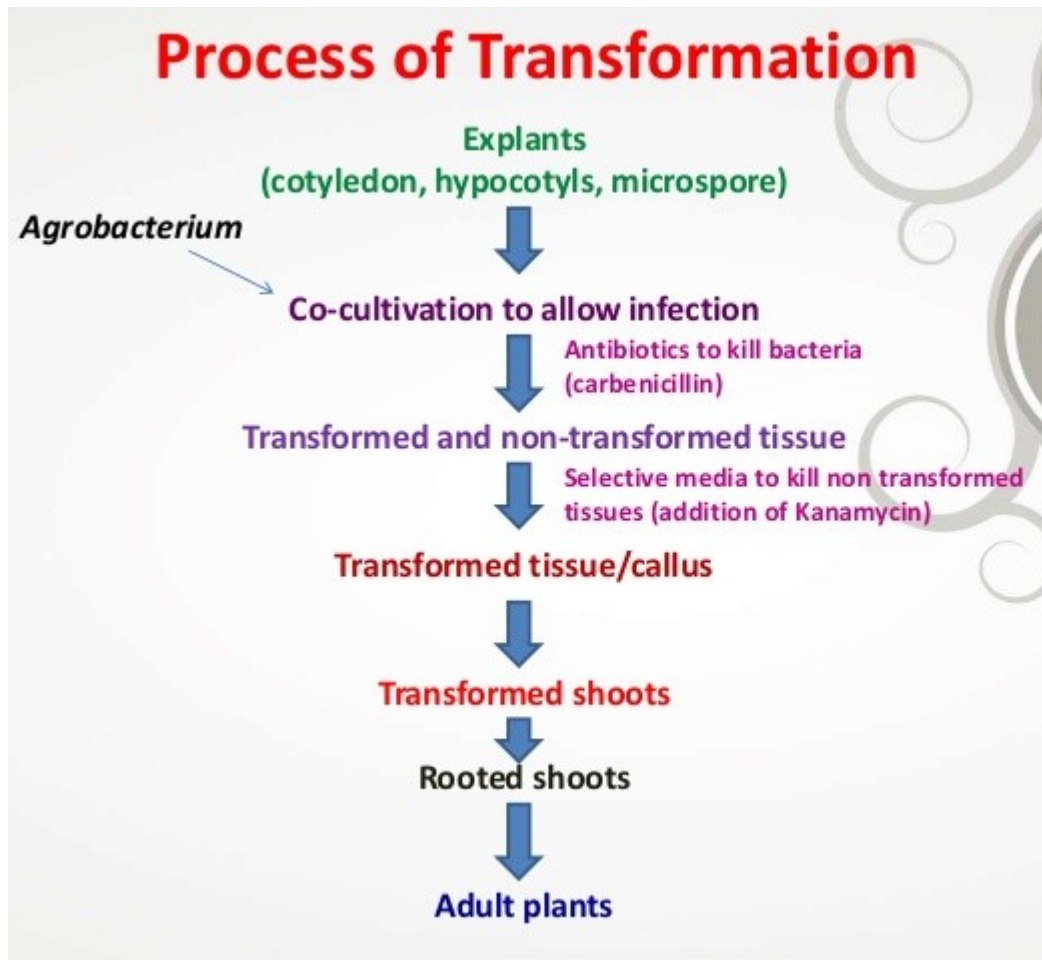 Process of Transformation
Explants
(cotyledon, hypocotyls, microspore)
Agrobacterium
Co-cultivation to allow infection
Antibiotics to kill bacteria
(carbenicillin)
Transformed and non-transformed tissue
Selective media to kill non transformed
tissues (addition of Kanamycin)
Transformed tissue/callus
Transformed shoots
Rooted shoots
Adult plants